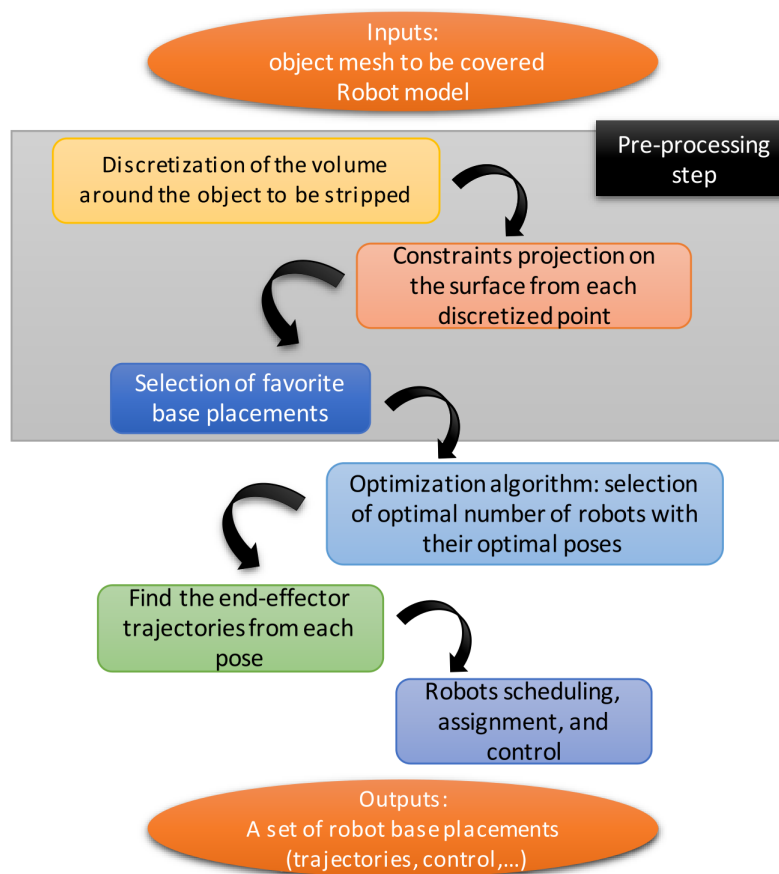 Inputs:
object mesh to be covered
Robot model
Pre-processing
step
Discretization of the volume
around the object to be stripped
Constraints projection on
the surface from each
discretized point
Selection of favorite
base placements
Optimization algorithm: selection
of optimal number of robots with
their optimal poses
Find the end-effector
trajectories from each
pose
Robots scheduling,
assignment, and
control
Outputs:
A set of robot base placements
(trajectories, control,...)